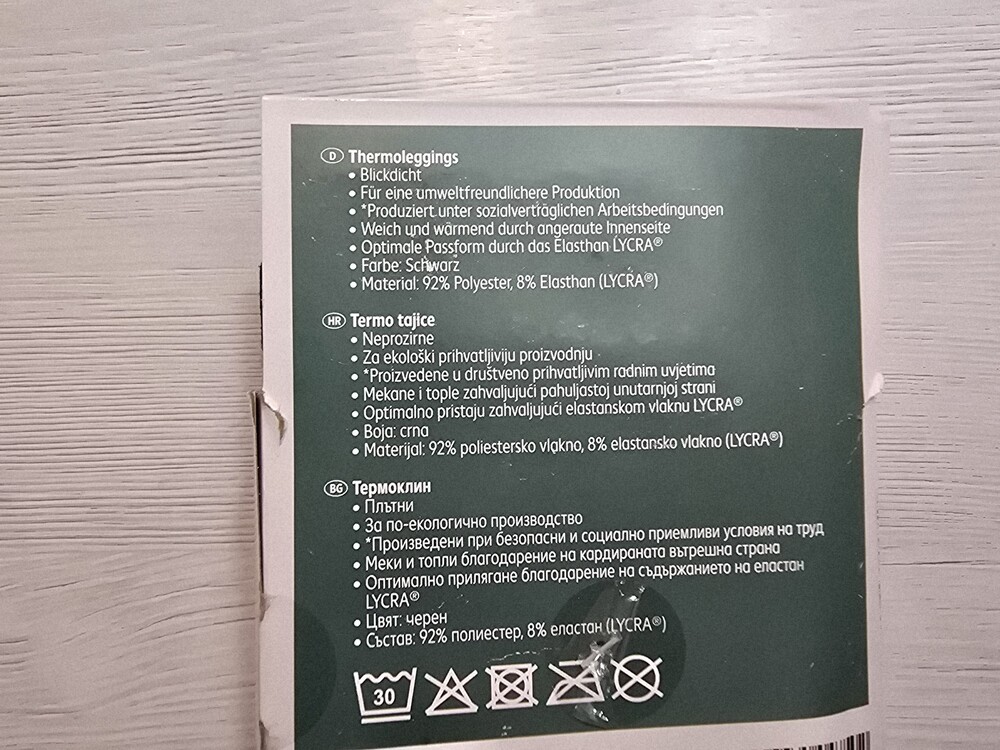 D Thermoleggings
• Blickdicht
• Für eine umweltfreundlichere Produktion
• *Produziert unter sozialverträglichen Arbeitsbedingungen
• Weich und wärmend durch angeraute Innenseite
• Optimale Passform durch das Elasthan LYCRA®
• Farbe: Schwarz
• Material: 92% Polyester, 8% Elasthan (LYCRA®)
HR Termo tajice
• Neprozirne
• Za ekološki prihvatljiviju proizvodnju
• *Proizvedene u društveno prihvatljivim radnim uvjetima
• Mekane i tople zahvaljujući pahuljastoj unutarnjoj strani
• Optimalno pristaju zahvaljujući elastanskom vlaknu LYCRA®
• Boja: crna
• Materijal: 92% poliestersko vlakno, 8% elastansko vlakno (LYCRA®)
BG Термоклин
• Плътни
• За по-екологично производство
• *Произведени при безопасни и социално приемливи условия на труд
• Меки и топли благодарение на кардираната вътрешна страна
• Оптимално прилягане благодарение на съдържанието на еластан
LYCRA®
• Цвят: черен
• Състав: 92% полиестер, 8% еластан (LYCRA®)
30